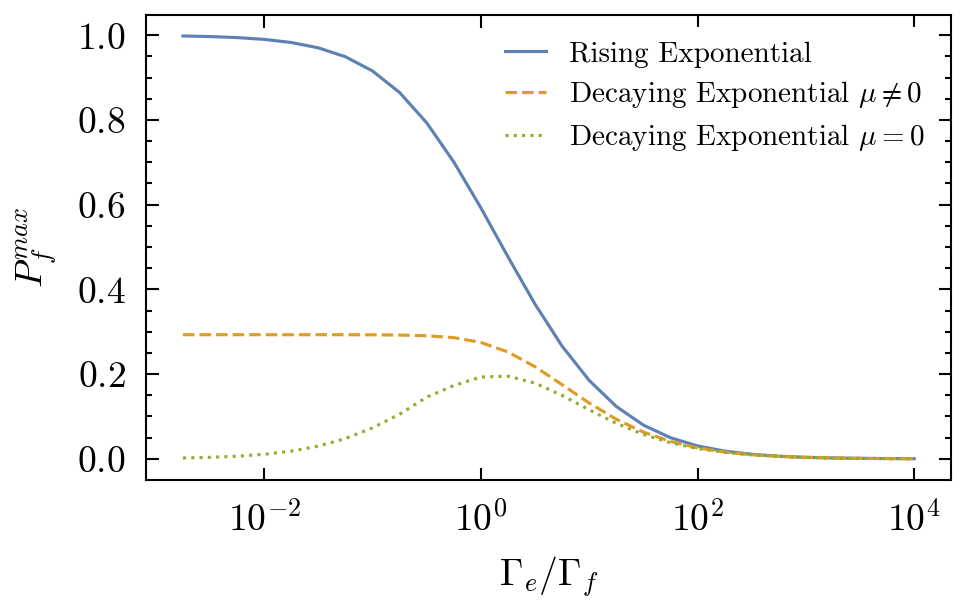 Rising Exponential
Decaying Exponential μ ≠ 0
Decaying Exponential μ = 0
1.0
0.8
0.6
0.4
0.2
0.0
P_f^{max}
10^{-2}
10^0
10^2
10^4
Γ_e/Γ_f